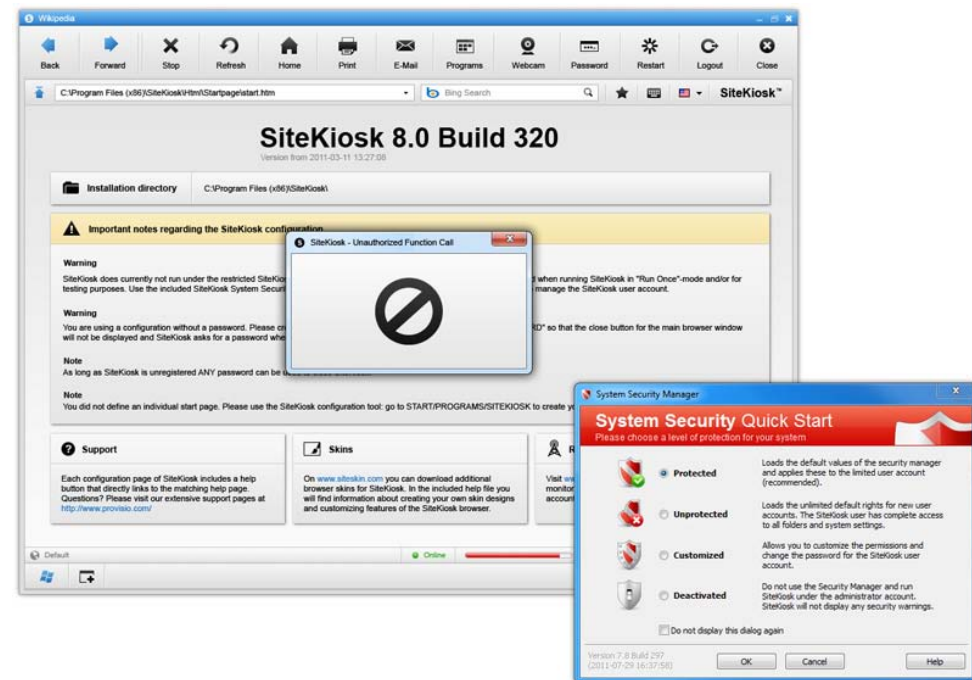 Wikipedia
Back Forward Stop Refresh Home Print E-Mail Programs Webcam Password Restart Logout Close
C:\Program Files (x86)\SiteKiosk\Html\Startpage\start.htm Bing Search SiteKiosk™
SiteKiosk 8.0 Build 320
Version from 2011-03-11 13:27:08
Installation directory C:\Program Files (x86)\SiteKiosk\
Important notes regarding the SiteKiosk configuration
Warning
SiteKiosk does currently not run under the restricted SiteKios
d when running SiteKiosk in "Run Once"-mode and/or for
testing purposes. Use the included SiteKiosk System Securi
manage the SiteKiosk user account.
Warning
You are using a configuration without a password. Please cr
RD" so that the close button for the main browser window
will not be displayed and SiteKiosk asks for a password whe
Note
As long as SiteKiosk is unregistered ANY password can be
Note
You did not define an individual start page. Please use the SiteKiosk configuration tool: go to START/PROGRAMS/SITEKIOSK to create yo
SiteKiosk - Unauthorized Function Call
Support
Each configuration page of SiteKiosk includes a help
button that directly links to the matching help page.
Questions? Please visit our extensive support pages at
http://www.provisio.com/
Skins
On www.siteskin.com you can download additional
browser skins for SiteKiosk. In the included help file you
will find information about creating your own skin designs
and customizing features of the SiteKiosk browser.
R
Visit ww
monitor
account
Default Online
System Security Manager
System Security Quick Start
Please choose a level of protection for your system
Protected
Loads the default values of the security manager
and applies these to the limited user account
(recommended).
Unprotected
Loads the unlimited default rights for new user
accounts. The SiteKiosk user has complete access
to all folders and system settings.
Customized
Allows you to customize the permissions and
change the password for the SiteKiosk user
account.
Deactivated
Do not use the Security Manager and run
SiteKiosk under the administrator account.
SiteKiosk will not display any security warnings.
Do not display this dialog again
Version 7.8 Build 297
(2011-07-29 16:37:58)
OK Cancel Help